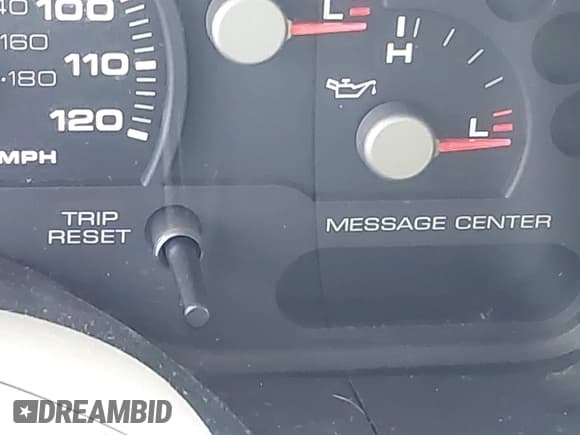 100
160
110
180
120
MPH
L
H
L
TRIP
RESET
MESSAGE CENTER
DREAMBID